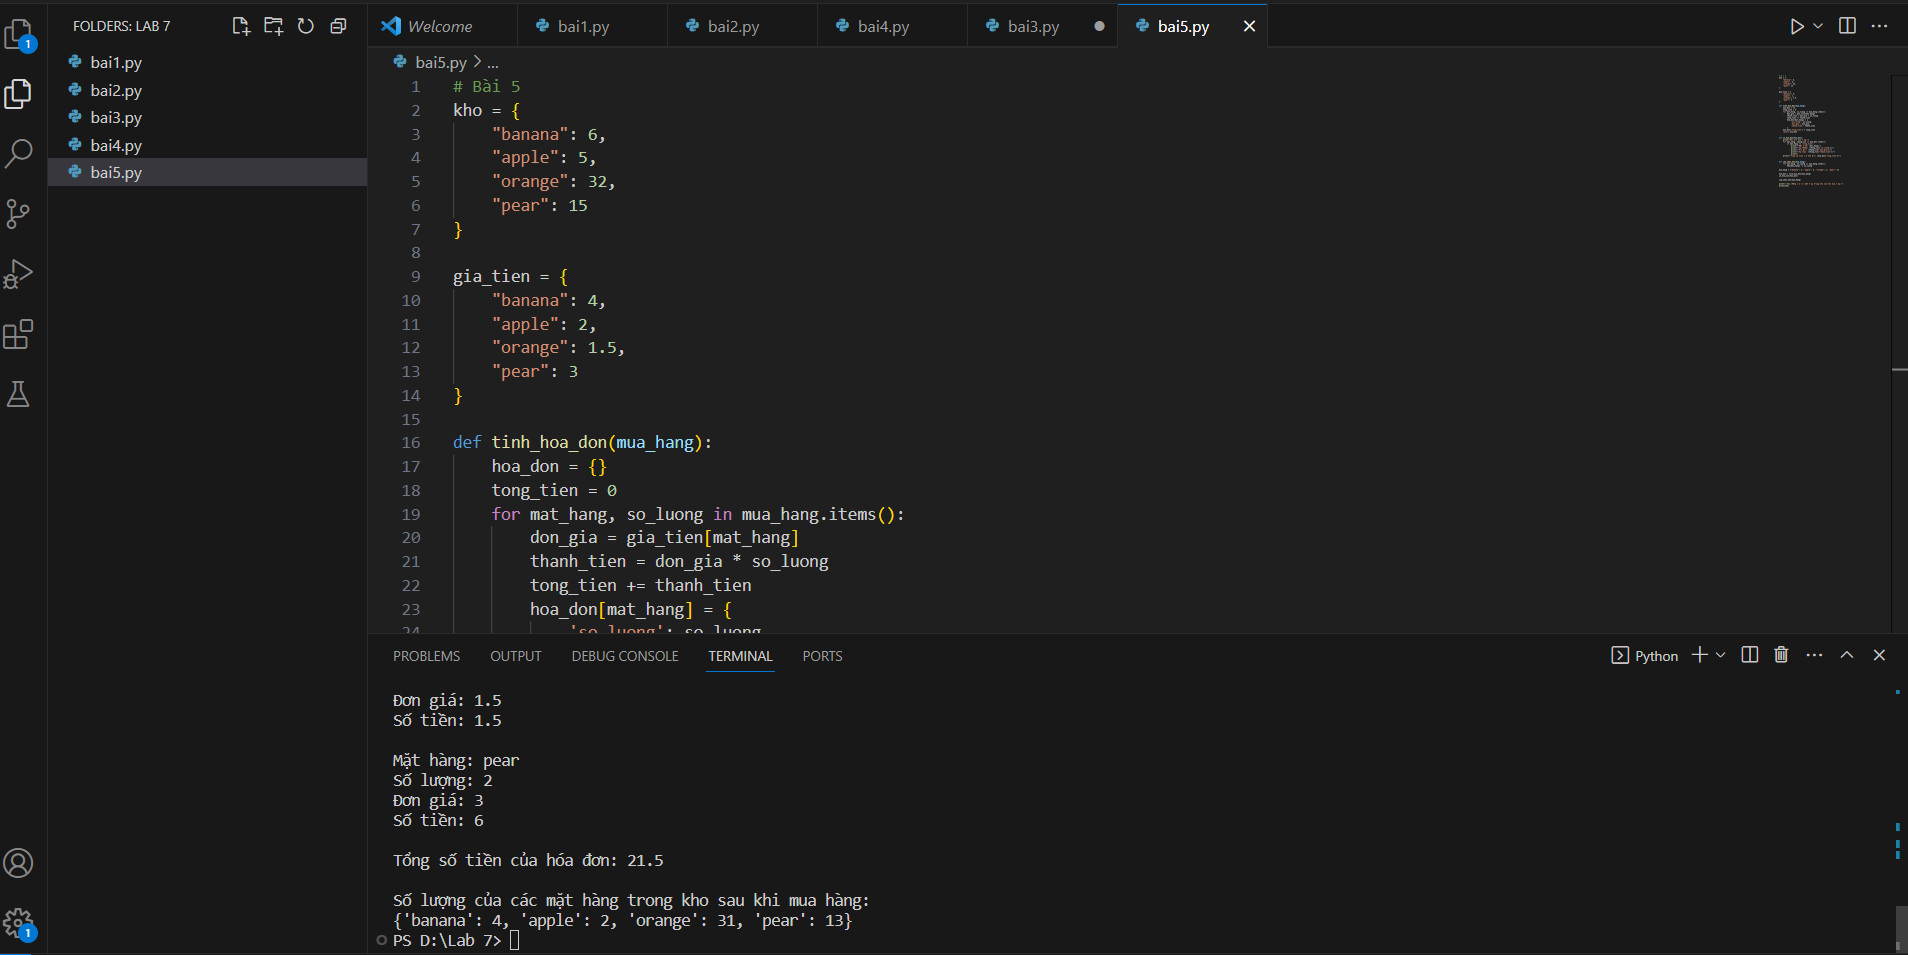 FOLDERS: LAB 7
bai1.py
bai2.py
bai3.py
bai4.py
bai5.py
1
1
Welcome
bai1.py
bai2.py
bai4.py
bai3.py
bai5.py
bai5.py > ...
1 # Bài 5
2 kho = {
3 "banana": 6,
4 "apple": 5,
5 "orange": 32,
6 "pear": 15
7 }
8
9 gia_tien = {
10 "banana": 4,
11 "apple": 2,
12 "orange": 1.5,
13 "pear": 3
14 }
15
16 def tinh_hoa_don(mua_hang):
17 hoa_don = {}
18 tong_tien = 0
19 for mat_hang, so_luong in mua_hang.items():
20 don_gia = gia_tien[mat_hang]
21 thanh_tien = don_gia * so_luong
22 tong_tien += thanh_tien
23 hoa_don[mat_hang] = {
24 'so_luong': so_luong
PROBLEMS OUTPUT DEBUG CONSOLE TERMINAL PORTS
Python
Đơn giá: 1.5
Số tiền: 1.5
Mặt hàng: pear
Số lượng: 2
Đơn giá: 3
Số tiền: 6
Tổng số tiền của hóa đơn: 21.5
Số lượng của các mặt hàng trong kho sau khi mua hàng:
{'banana': 4, 'apple': 2, 'orange': 31, 'pear': 13}
PS D:\Lab 7>